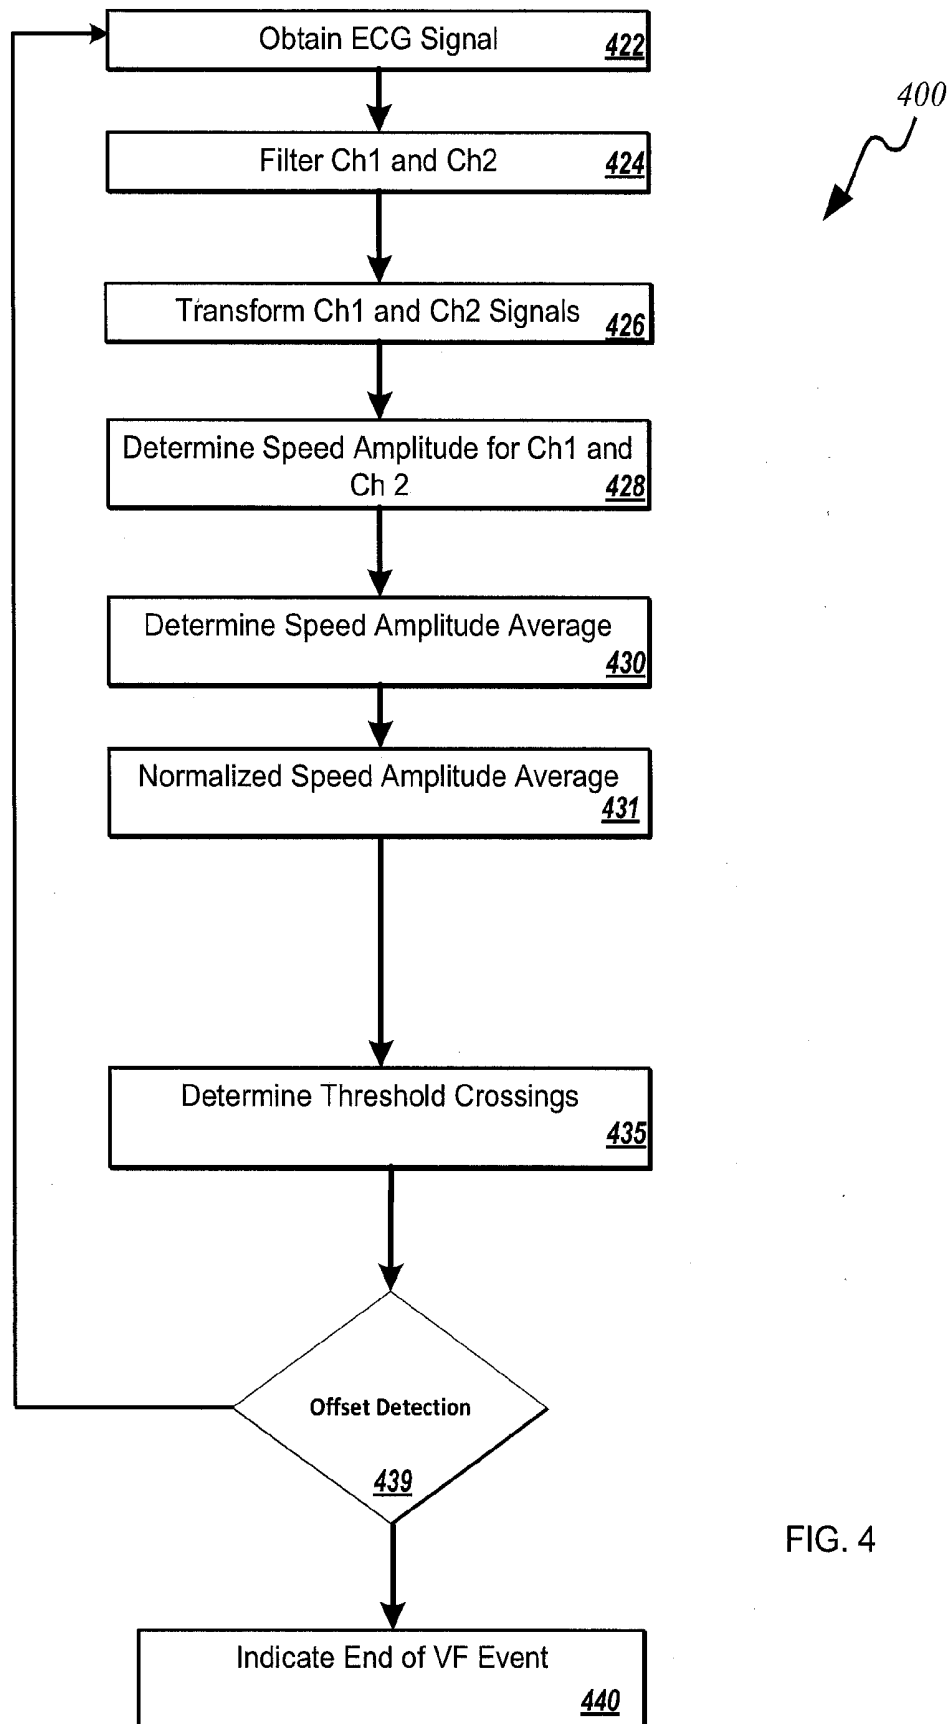 Obtain ECG Signal
422
400
Filter Ch1 and Ch2
424
Transform Ch1 and Ch2 Signals
426
Determine Speed Amplitude for Ch1 and
Ch 2
428
Determine Speed Amplitude Average
430
Normalized Speed Amplitude Average
431
Determine Threshold Crossings
435
Offset Detection
439
FIG. 4
Indicate End of VF Event
440